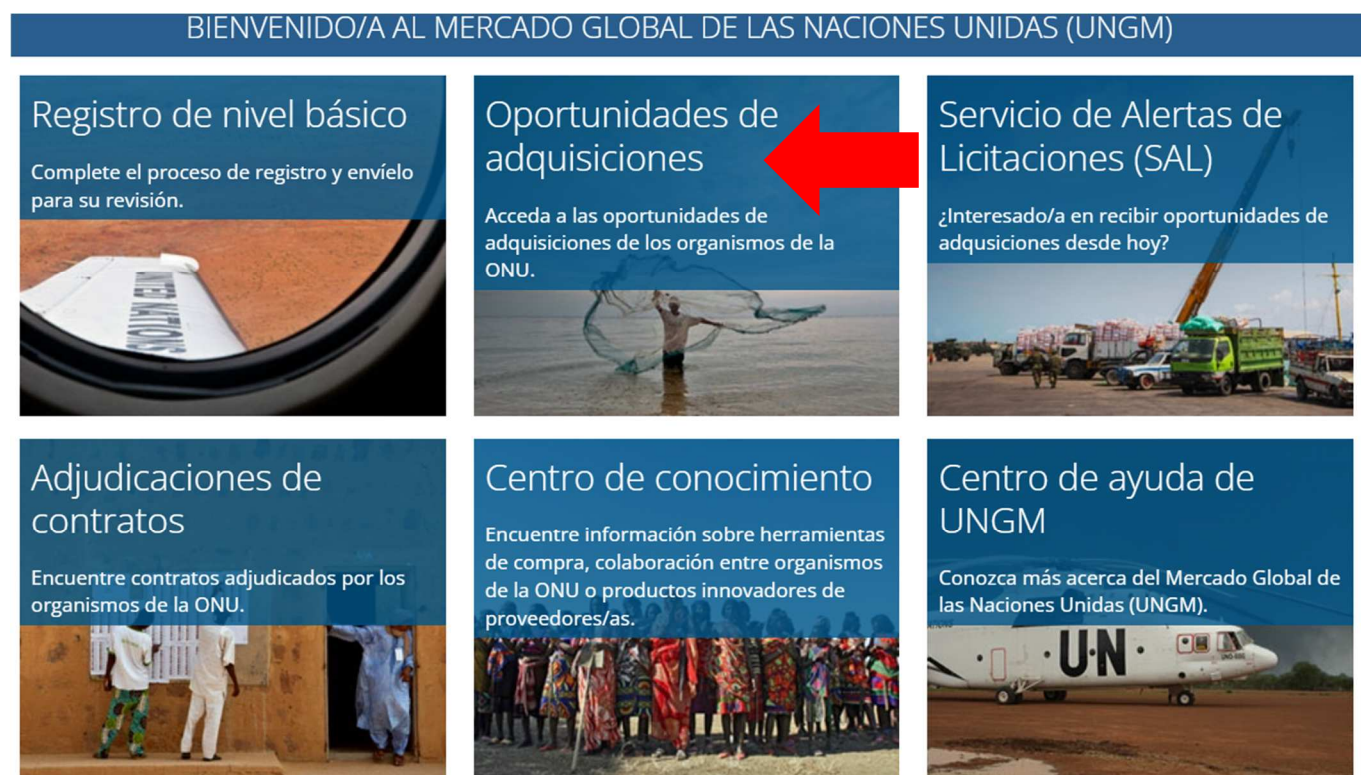 BIENVENIDO/A AL MERCADO GLOBAL DE LAS NACIONES UNIDAS (UNGM)
Registro de nivel básico
Complete el proceso de registro y envíelo
para su revisión.
UNITED NATIONS
Oportunidades de
adquisiciones
Acceda a las oportunidades de
adquisiciones de los organismos de la
ONU.
Servicio de Alertas de
Licitaciones (SAL)
¿Interesado/a en recibir oportunidades de
adqusiciones desde hoy?
Adjudicaciones de
contratos
Encuentre contratos adjudicados por los
organismos de la ONU.
Centro de conocimiento
Encuentre información sobre herramientas
de compra, colaboración entre organismos
de la ONU o productos innovadores de
proveedores/as.
Centro de ayuda de
UNGM
Conozca más acerca del Mercado Global de
las Naciones Unidas (UNGM).
UN